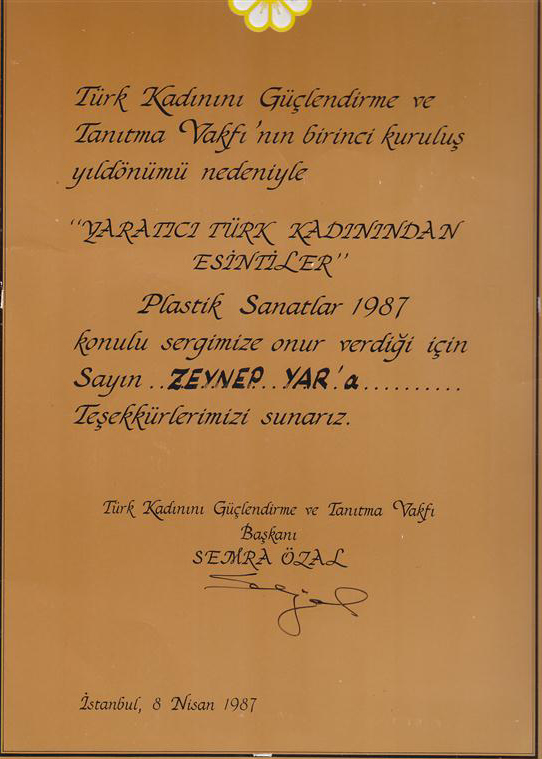 Türk Kadınını Güçlendirme ve
Tanıtma Vakfı'nın birinci kuruluş
yıldönümü nedeniyle
"YARATICI TÜRK KADININDAN
ESİNTİLER"
Plastik Sanatlar 1987
konulu sergimize onur verdiği için
Sayın ..ZEYNEP..YAR'a..........
Teşekkürlerimizi sunarız.
Türk Kadınını Güçlendirme ve Tanıtma Vakfı
Başkanı
SEMRA ÖZAL
İstanbul, 8 Nisan 1987